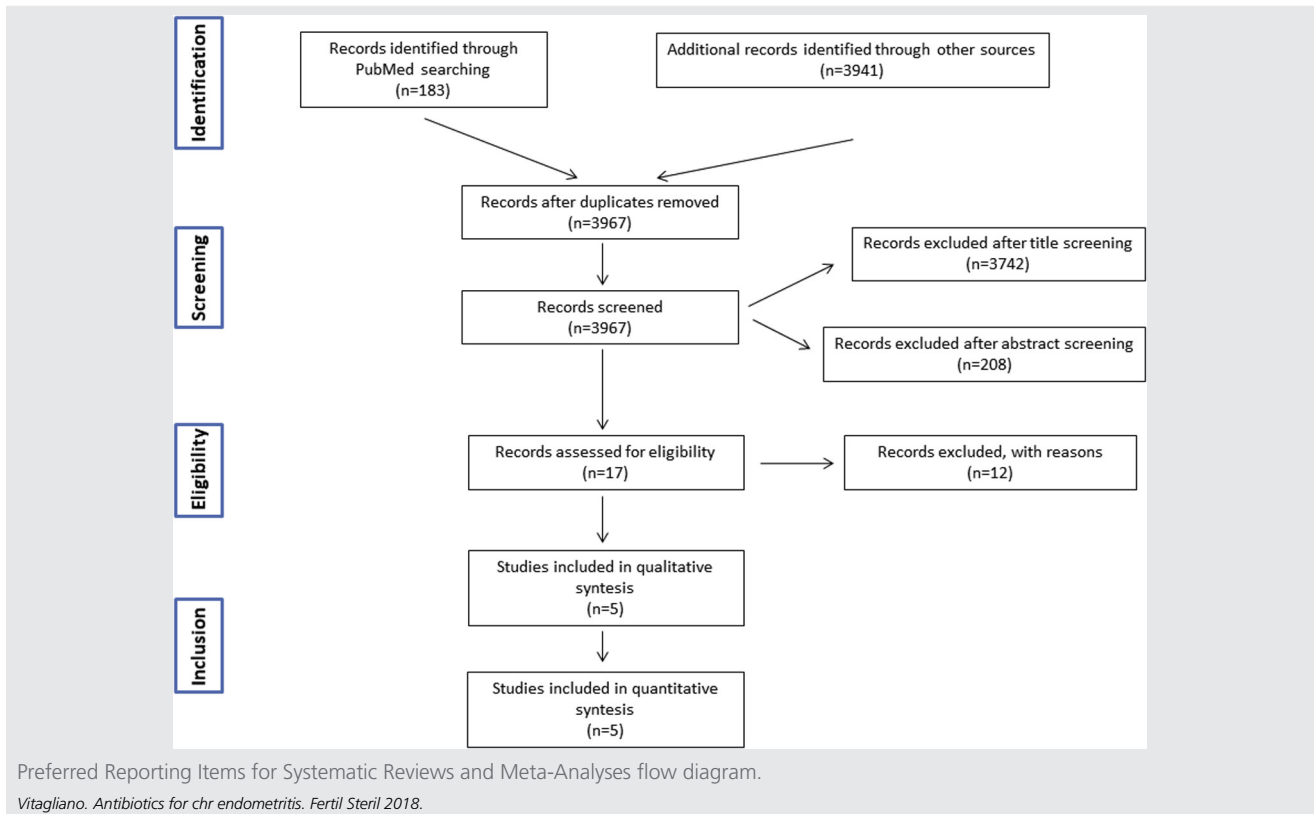 Identification
Records identified through
PubMed searching
(n=183)
Additional records identified through other sources
(n=3941)
Records after duplicates removed
(n=3967)
Screening
Records excluded after title screening
(n=3742)
Records screened
(n=3967)
Records excluded after abstract screening
(n=208)
Eligibility
Records assessed for eligibility
(n=17)
Records excluded, with reasons
(n=12)
Studies included in qualitative
syntesis
(n=5)
Inclusion
Studies included in quantitative
syntesis
(n=5)
Preferred Reporting Items for Systematic Reviews and Meta-Analyses flow diagram.
Vitagliano. Antibiotics for chr endometritis. Fertil Steril 2018.